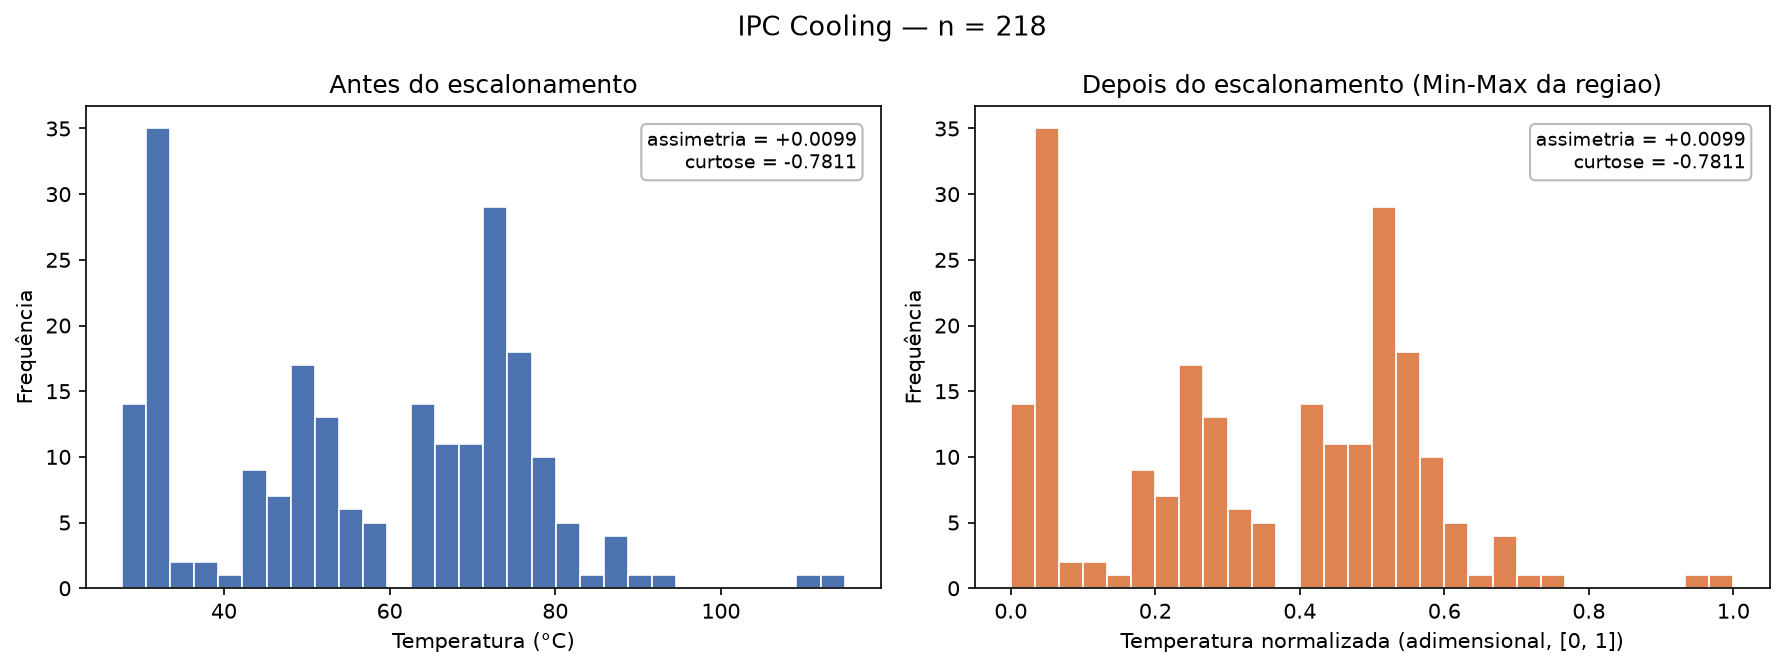 IPC Cooling — n = 218
Antes do escalonamento
assimetria = +0.0099
curtose = -0.7811
Frequência
35
30
25
20
15
10
5
0
40
60
80
100
Temperatura (°C)
Depois do escalonamento (Min-Max da regiao)
assimetria = +0.0099
curtose = -0.7811
Frequência
35
30
25
20
15
10
5
0
0.0
0.2
0.4
0.6
0.8
1.0
Temperatura normalizada (adimensional, [0, 1])